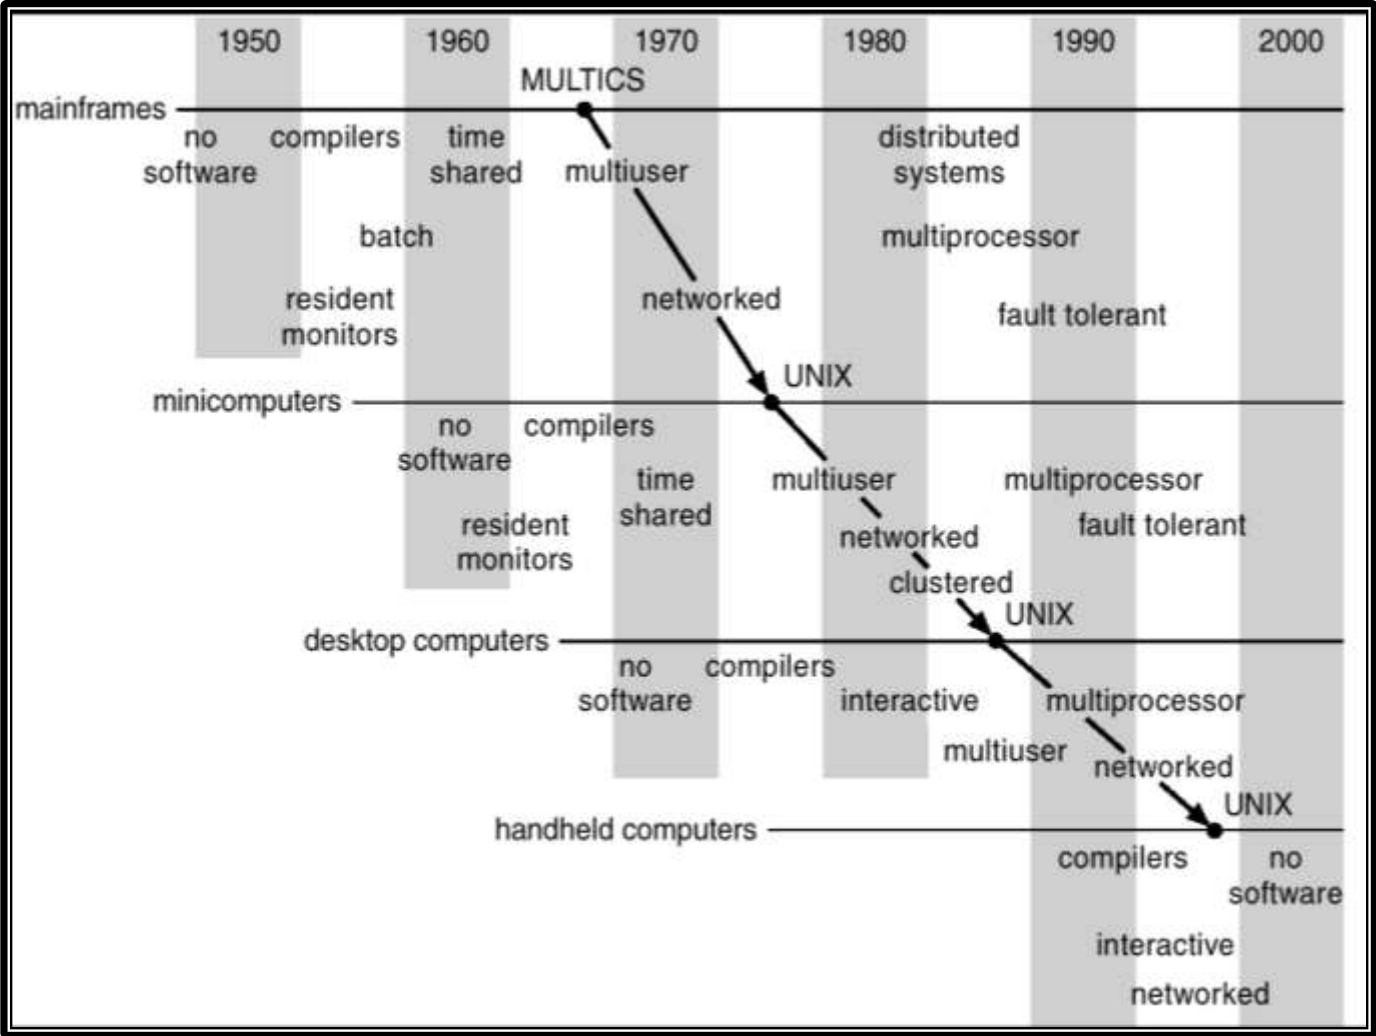 1950 1960 1970 1980 1990 2000
MULTICS
mainframes
no compilers time distributed
software shared multiuser systems
batch multiprocessor
resident networked
monitors fault tolerant
UNIX
minicomputers
no compilers
software
time multiuser multiprocessor
shared
resident fault tolerant
monitors networked
clustered
UNIX
desktop computers
no compilers
software interactive multiprocessor
multiuser
networked
UNIX
handheld computers
compilers no
software
interactive
networked